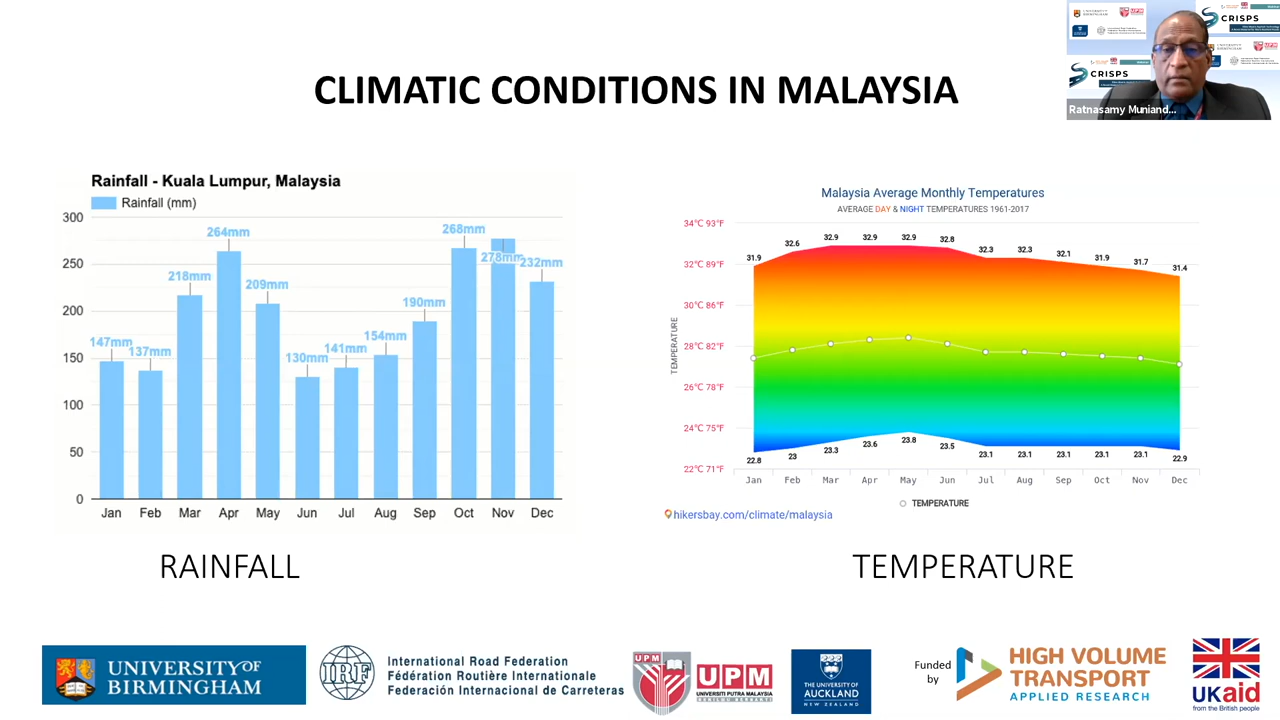 CLIMATIC CONDITIONS IN MALAYSIA
CRISPS
CRISPS
Ratnasamy Muniand...
Rainfall - Kuala Lumpur, Malaysia
Rainfall (mm)
300
250
200
150
100
50
0
147mm
137mm
218mm
264mm
209mm
130mm
141mm
154mm
190mm
268mm
278mm
232mm
Jan Feb Mar Apr May Jun Jul Aug Sep Oct Nov Dec
RAINFALL
Malaysia Average Monthly Temperatures
AVERAGE DAY & NIGHT TEMPERATURES 1961-2017
TEMPERATURE
34°C 93°F
32°C 89°F
30°C 86°F
28°C 82°F
26°C 78°F
24°C 75°F
22°C 71°F
31.9 32.6 32.9 32.9 32.9 32.8 32.3 32.3 32.1 31.9 31.7 31.4
22.8 23 23.3 23.6 23.8 23.5 23.1 23.1 23.1 23.1 23.1 22.9
Jan Feb Mar Apr May Jun Jul Aug Sep Oct Nov Dec
TEMPERATURE
hikersbay.com/climate/malaysia
TEMPERATURE
UNIVERSITY OF
BIRMINGHAM
IRF
International Road Federation
Fédération Routière Internationale
Federación Internacional de Carreteras
UPM
UPM
UNIVERSITI PUTRA MALAYSIA
THE UNIVERSITY OF
AUCKLAND
NEW ZEALAND
Funded
by
HIGH VOLUME
TRANSPORT
APPLIED RESEARCH
UKaid
from the British people